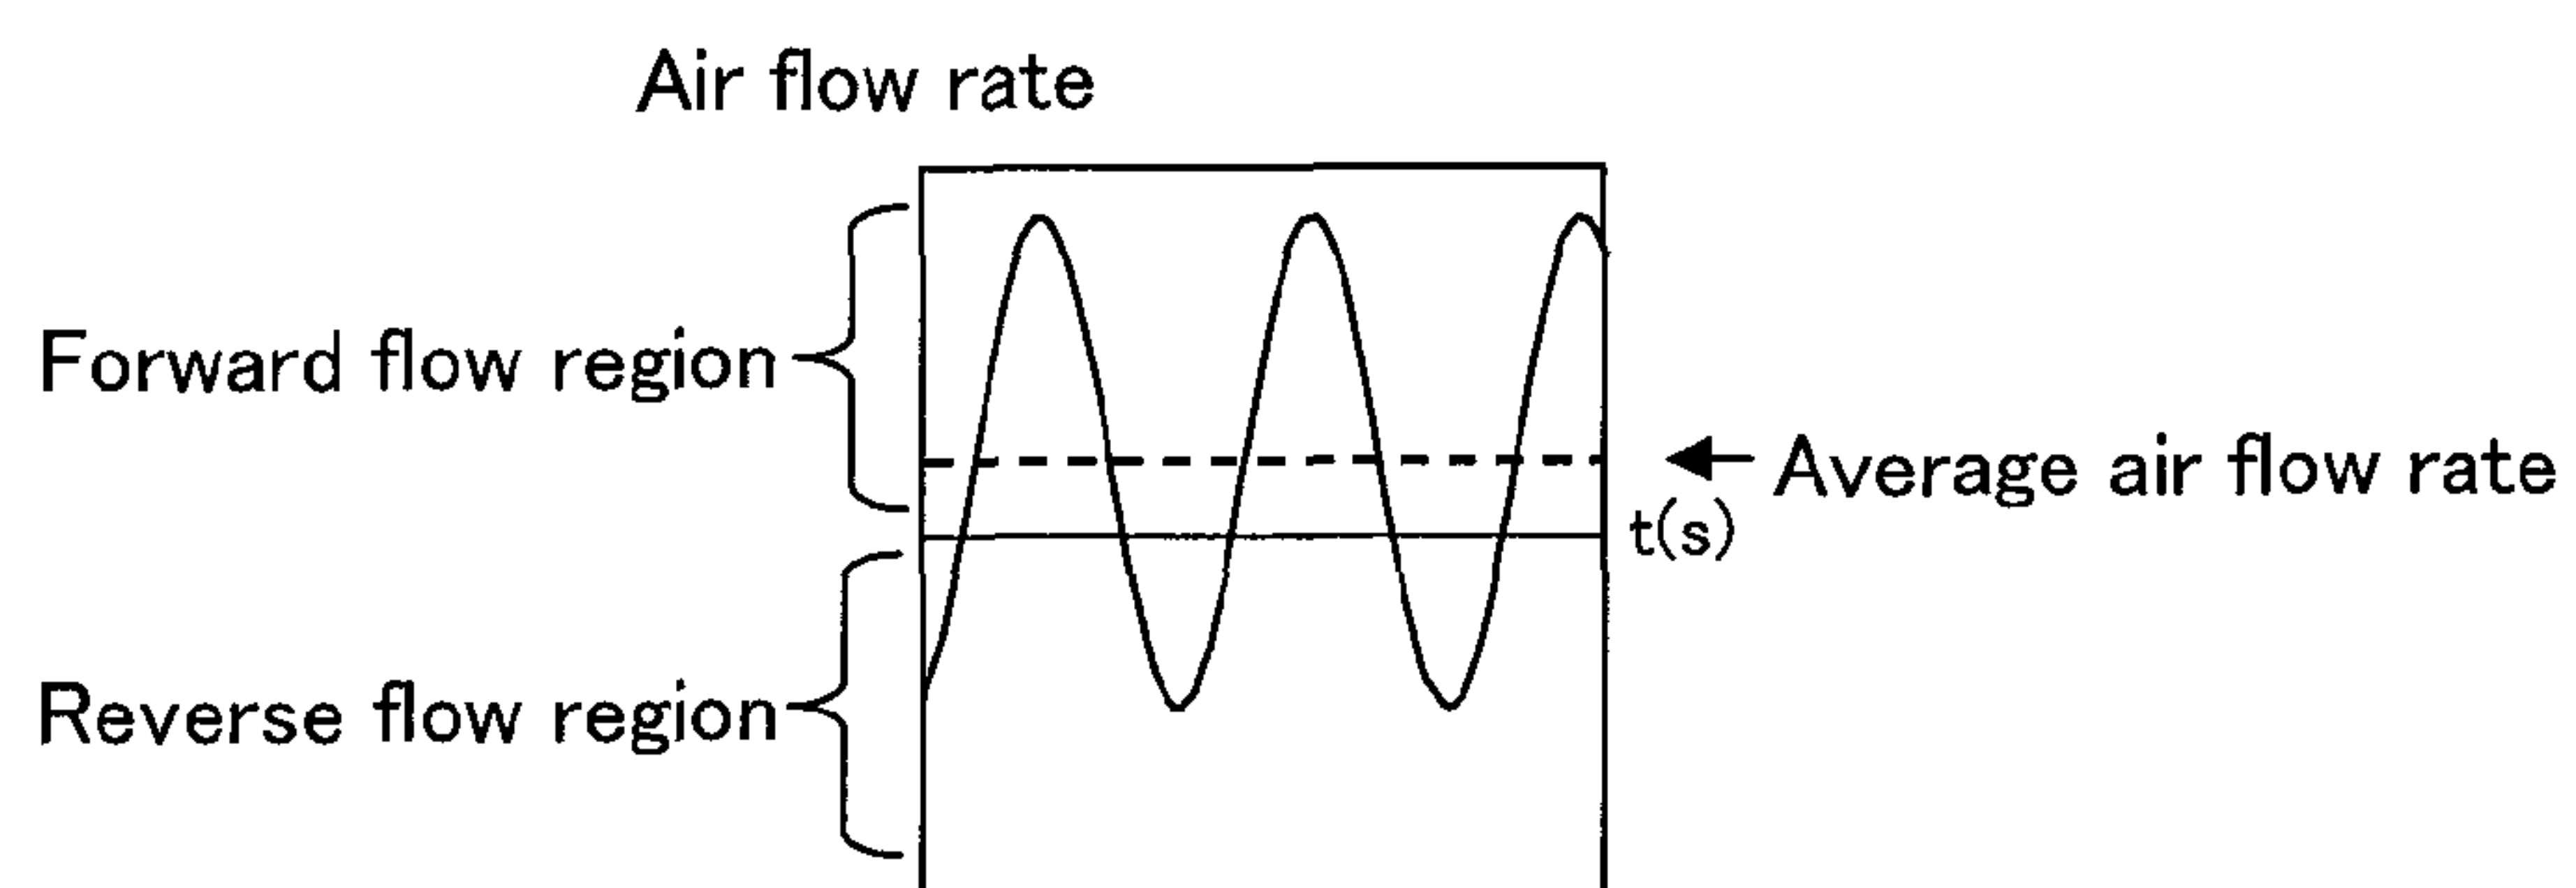 Air flow rate
Forward flow region
Average air flow rate
t(s)
Reverse flow region